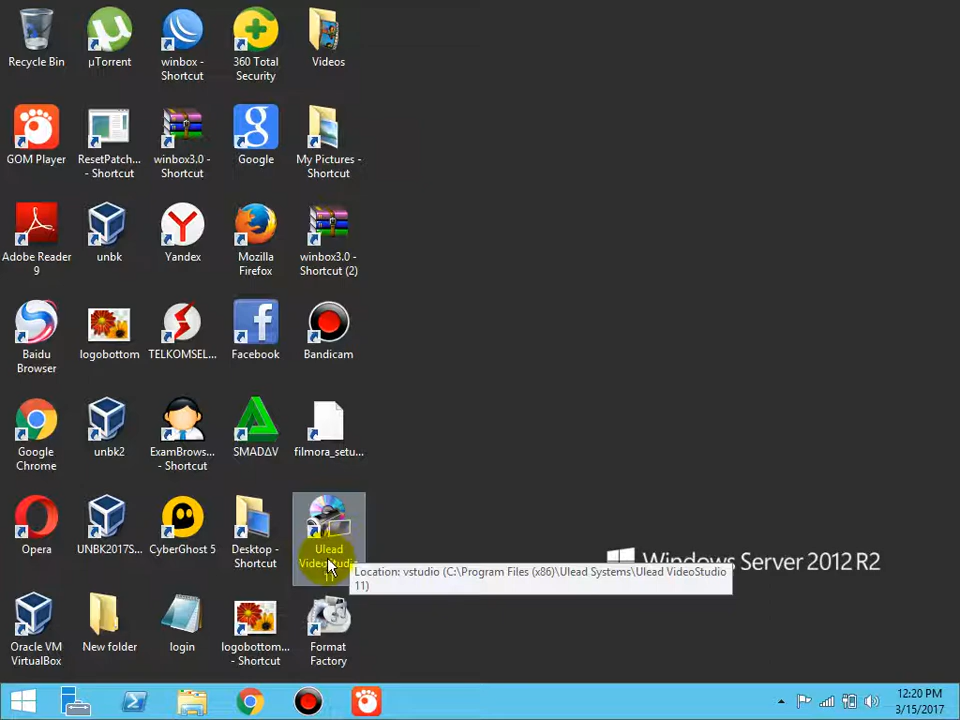 Recycle Bin
µTorrent
winbox -
Shortcut
360 Total
Security
Videos
GOM Player
ResetPatch...
- Shortcut
winbox3.0 -
Shortcut
Google
My Pictures -
Shortcut
Adobe Reader
9
unbk
Yandex
Mozilla
Firefox
winbox3.0 -
Shortcut (2)
Baidu
Browser
logobottom
TELKOMSEL...
Facebook
Bandicam
Google
Chrome
unbk2
ExamBrows...
- Shortcut
SMADΔV
filmora_setu...
Opera
UNBK2017S...
CyberGhost 5
Desktop -
Shortcut
Ulead
VideoStudio
11
Location: vstudio (C:\Program Files (x86)\Ulead Systems\Ulead VideoStudio
11)
Windows Server 2012 R2
Oracle VM
VirtualBox
New folder
login
logobottom...
- Shortcut
Format
Factory
12:20 PM
3/15/2017